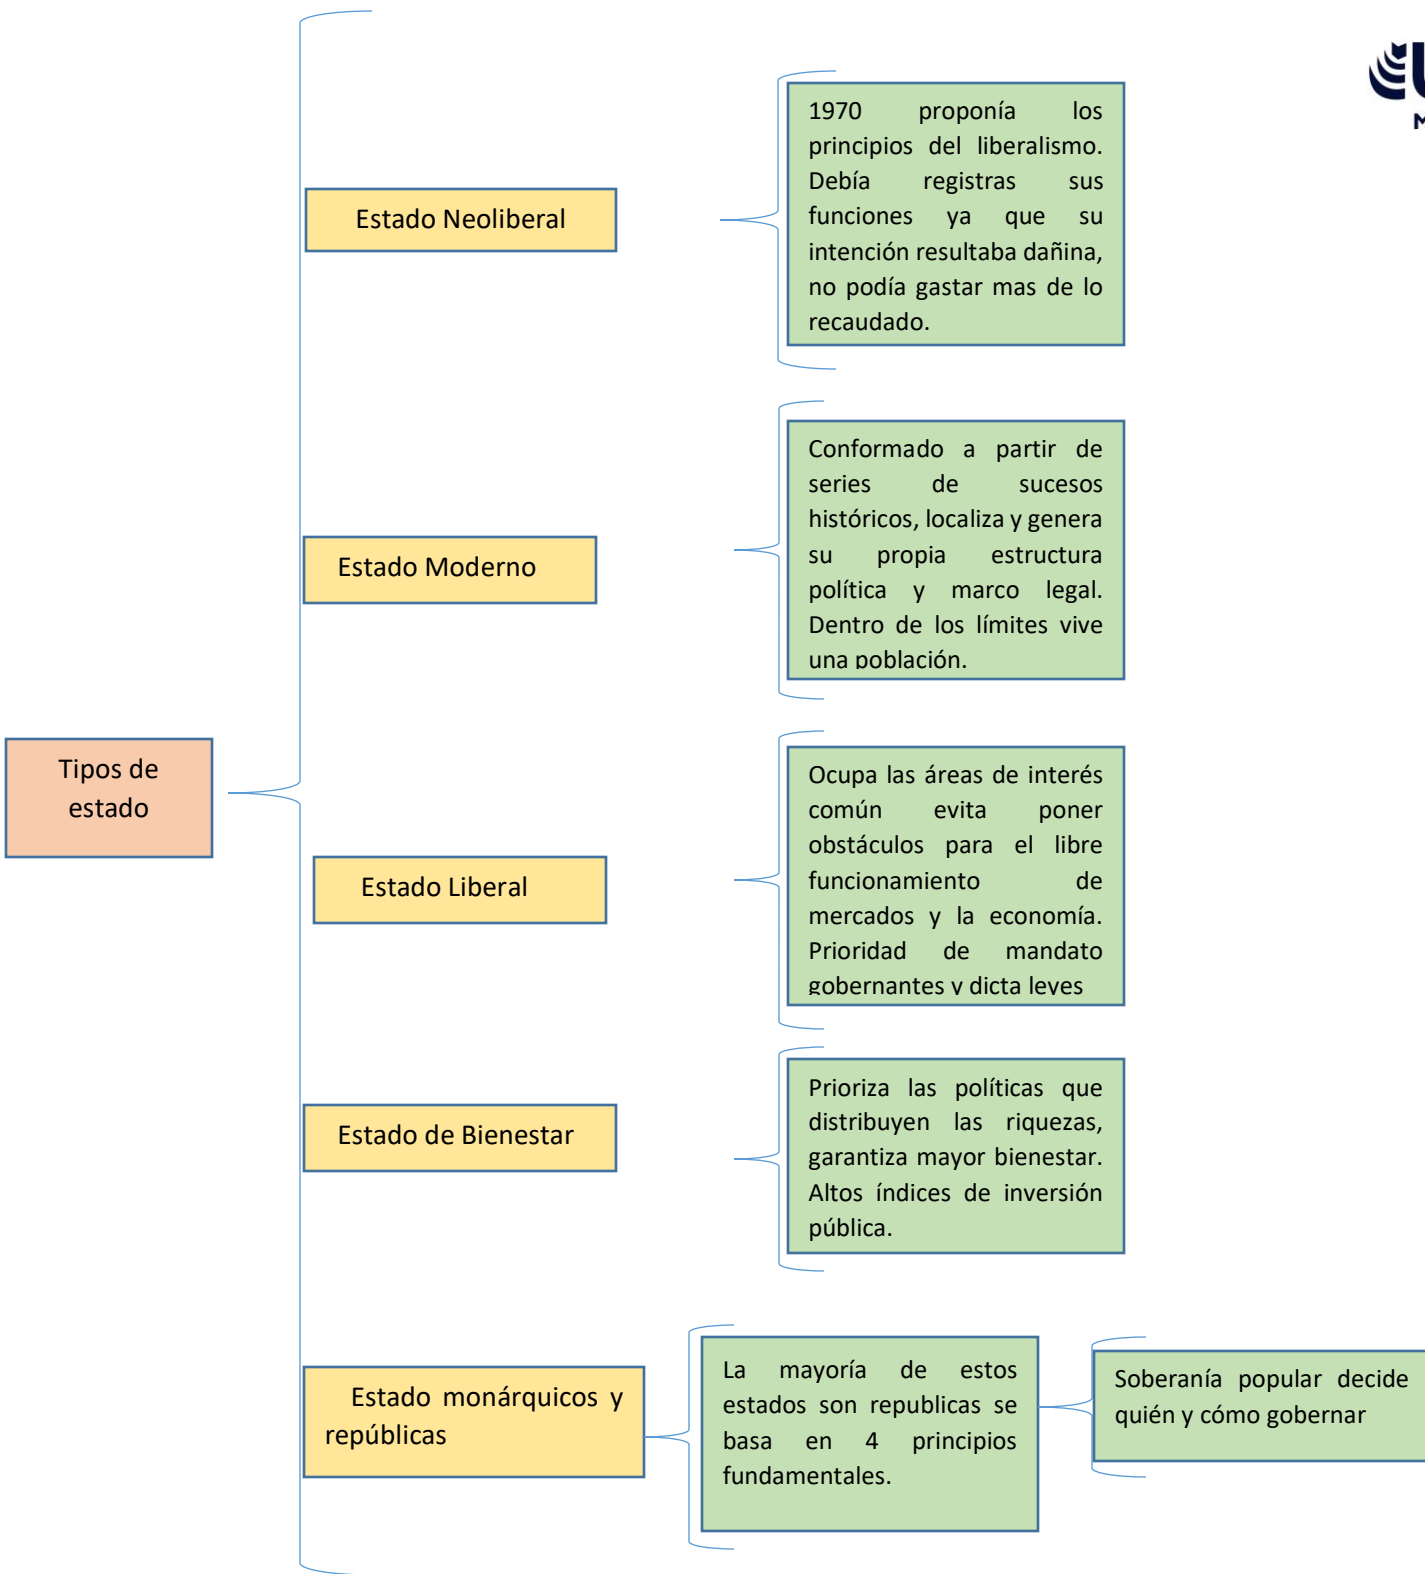 1970 proponía los
principios del liberalismo.
Debía registras sus
funciones ya que su
intención resultaba dañina,
no podía gastar mas de lo
recaudado.
Estado Neoliberal
Conformado a partir de
series de sucesos
históricos, localiza y genera
su propia estructura
política y marco legal.
Dentro de los límites vive
una población.
Estado Moderno
Tipos de
estado
Ocupa las áreas de interés
común evita poner
obstáculos para el libre
funcionamiento de
mercados y la economía.
Prioridad de mandato
gobernantes y dicta leyes
Estado Liberal
Prioriza las políticas que
distribuyen las riquezas,
garantiza mayor bienestar.
Altos índices de inversión
pública.
Estado de Bienestar
Estado monárquicos y
repúblicas
La mayoría de estos
estados son republicas se
basa en 4 principios
fundamentales.
Soberanía popular decide
quién y cómo gobernar